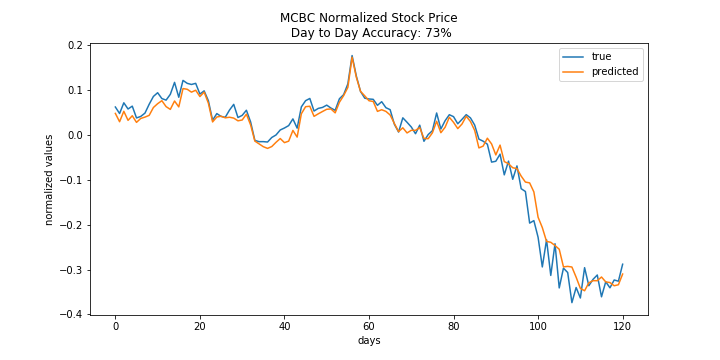 MCBC Normalized Stock Price
Day to Day Accuracy: 73%
true
predicted
0.2
0.1
0.0
−0.1
−0.2
−0.3
−0.4
normalized values
0
20
40
60
80
100
120
days